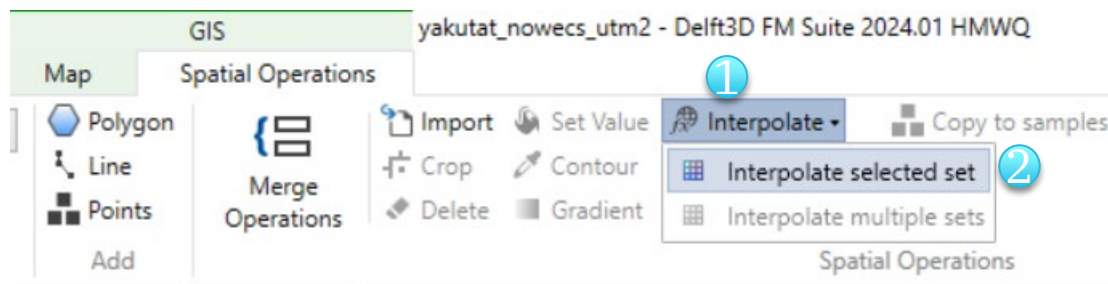 GIS
yakutat_nowecs_utm2 - Delft3D FM Suite 2024.01 HMWQ
Map
Spatial Operations
1
Polygon
Line
Points
Add
Merge
Operations
Import
Crop
Delete
Set Value
Contour
Gradient
Interpolate
Copy to samples
Interpolate selected set
2
Interpolate multiple sets
Spatial Operations